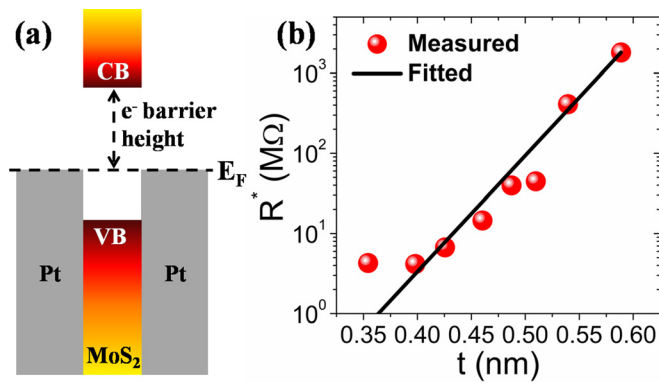 (a)
CB
e⁻ barrier
height
E_F
VB
Pt
Pt
MoS₂
(b)
Measured
Fitted
10³
10²
10¹
10⁰
R* (MΩ)
0.35 0.40 0.45 0.50 0.55 0.60
t (nm)